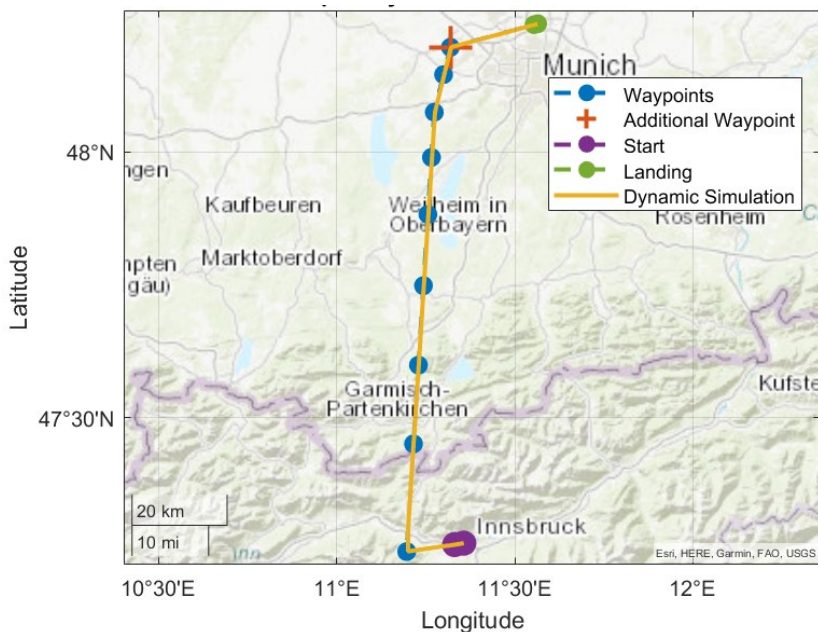 Munich
Waypoints
Additional Waypoint
Start
Landing
Dynamic Simulation
48°N
ngen
Kaufbeuren
Weilheim in
Oberbayern
Rosenheim
Marktoberdorf
mpten
gäu)
Latitude
Garmisch-
Partenkirchen
Kufste
47°30'N
20 km
10 mi
Innsbruck
Inn
Esri, HERE, Garmin, FAO, USGS
10°30'E
11°E
11°30'E
12°E
Longitude